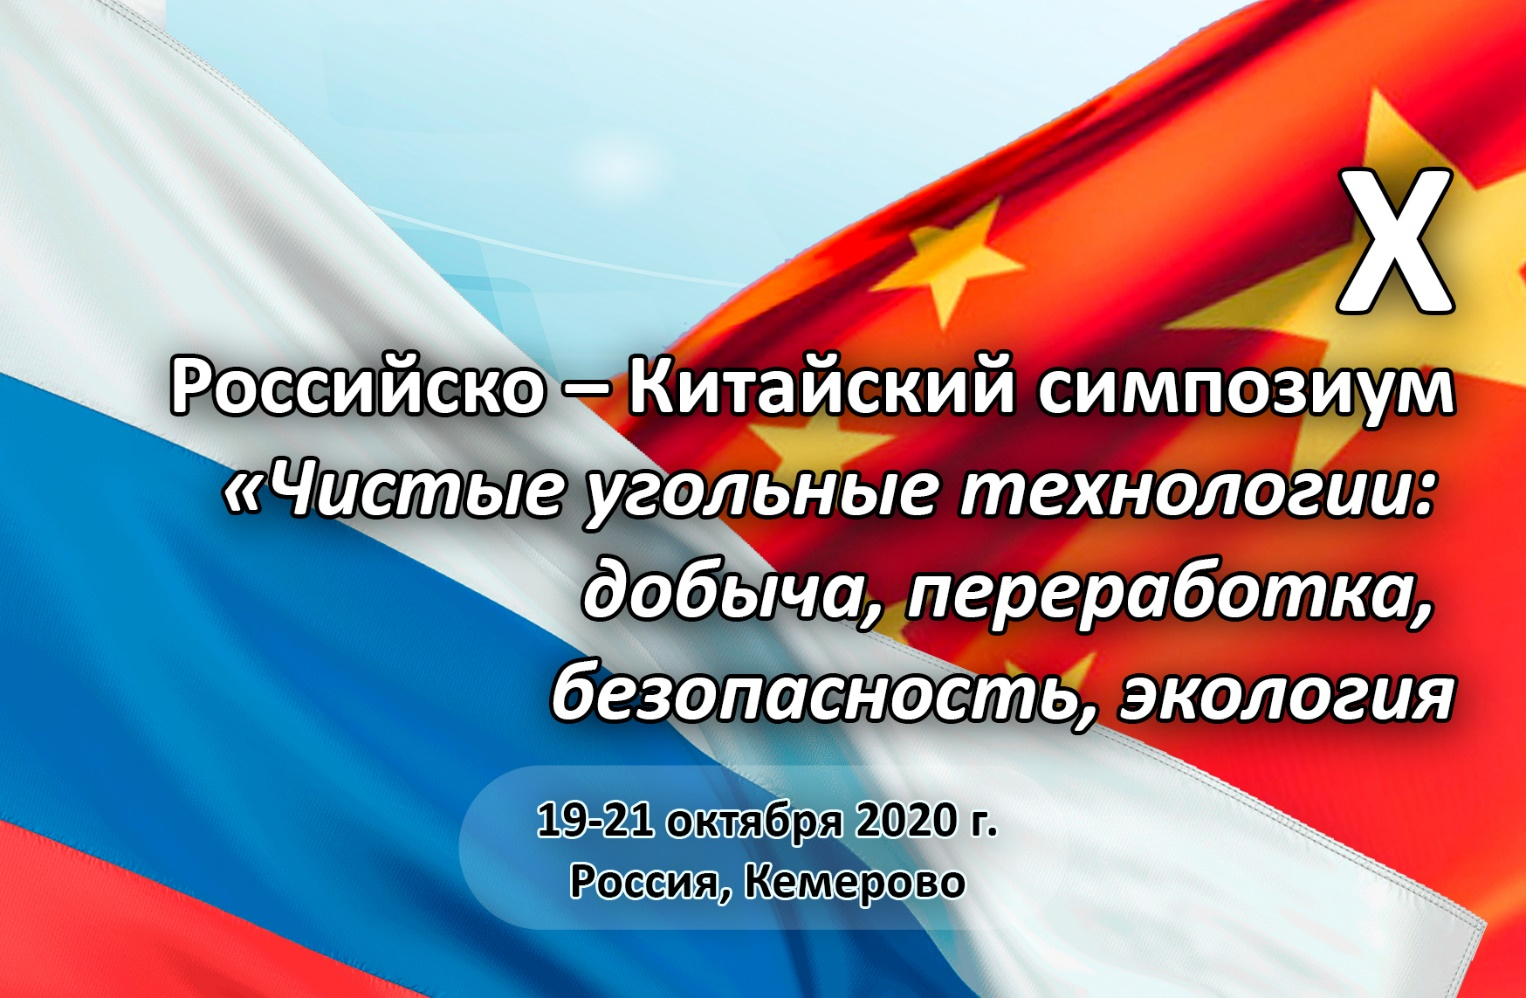 X
Российско – Китайский симпозиум
«Чистые угольные технологии:
добыча, переработка,
безопасность, экология
19-21 октября 2020 г.
Россия, Кемерово